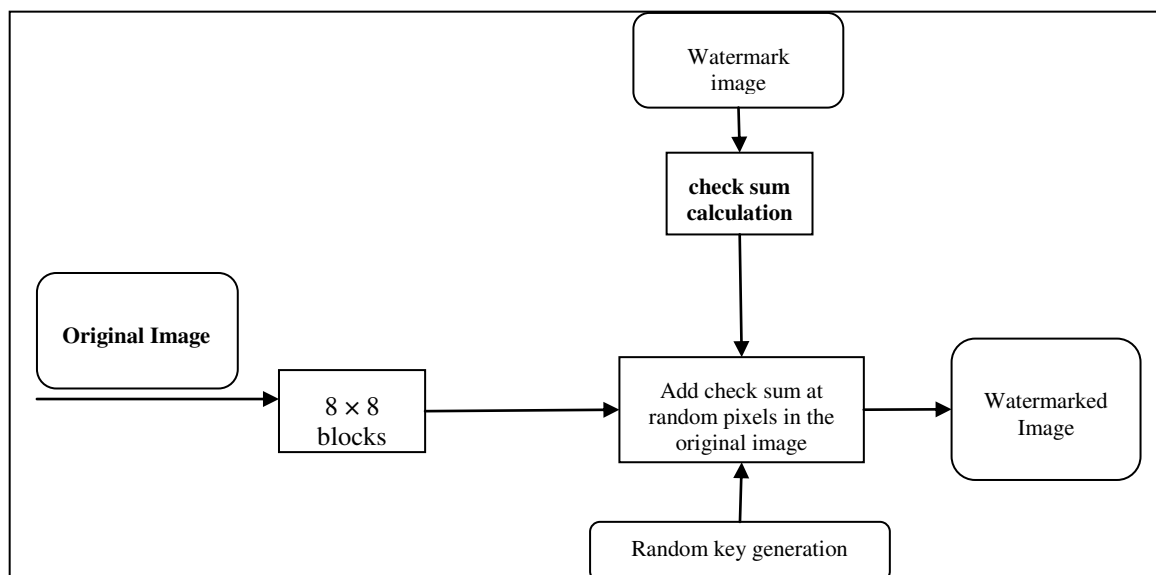 Watermark
image
check sum
calculation
Original Image
8 × 8
blocks
Add check sum at
random pixels in the
original image
Watermarked
Image
Random key generation